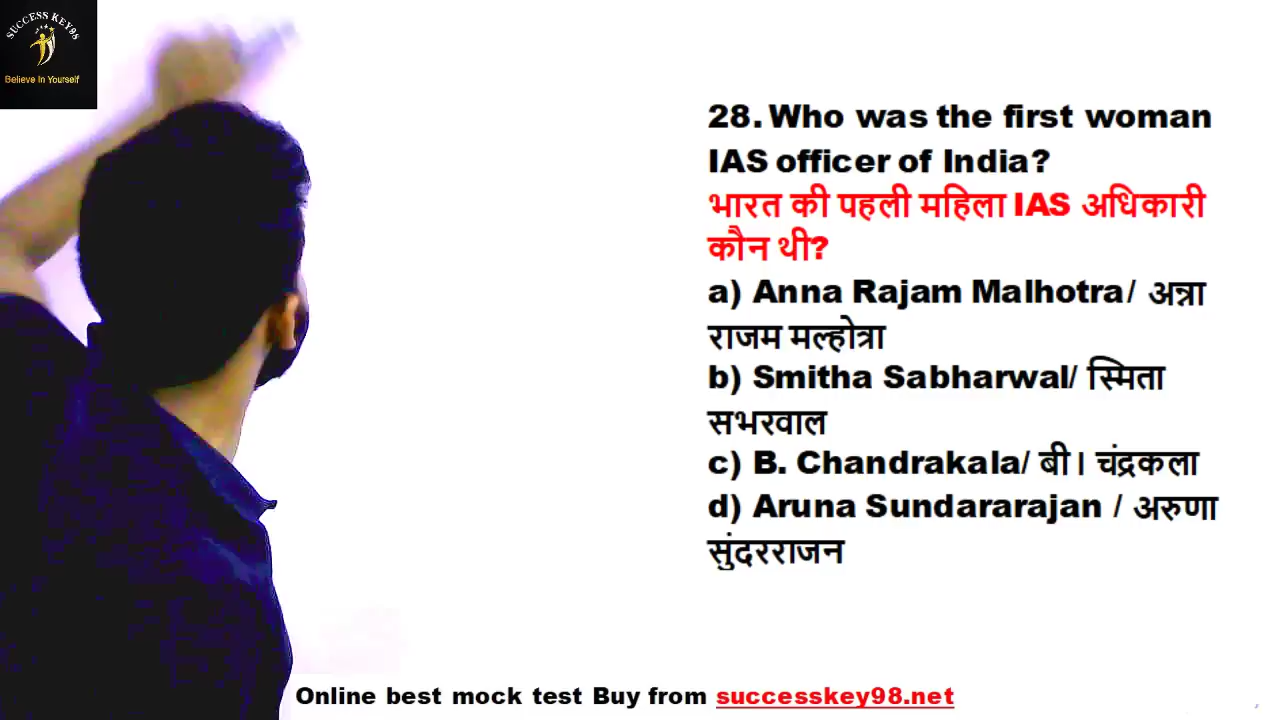 SUCCESS KEY98
Believe In Yourself
28. Who was the first woman
IAS officer of India?
भारत की पहली महिला IAS अधिकारी
कौन थी?
a) Anna Rajam Malhotra/ अन्ना
राजम मल्होत्रा
b) Smitha Sabharwal/ स्मिता
सभरवाल
c) B. Chandrakala/ बी। चंद्रकला
d) Aruna Sundararajan / अरुणा
सुंदरराजन
Online best mock test Buy from successkey98.net